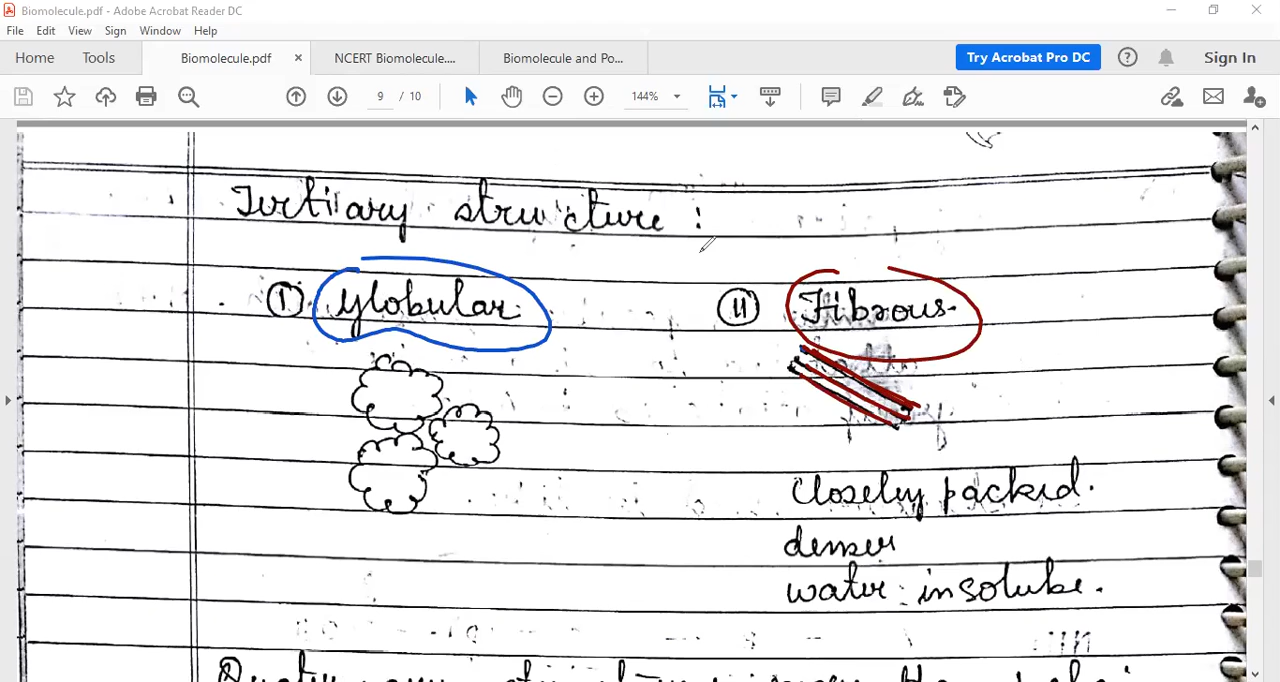 Biomolecule.pdf - Adobe Acrobat Reader DC
File Edit View Sign Window Help
Home Tools Biomolecule.pdf × NCERT Biomolecule.... Biomolecule and Po... Try Acrobat Pro DC Sign In
9 / 10 144%
Tertiary structure :
I Globular.
II Fibrous-
Closely packed.
denser
water insolube.